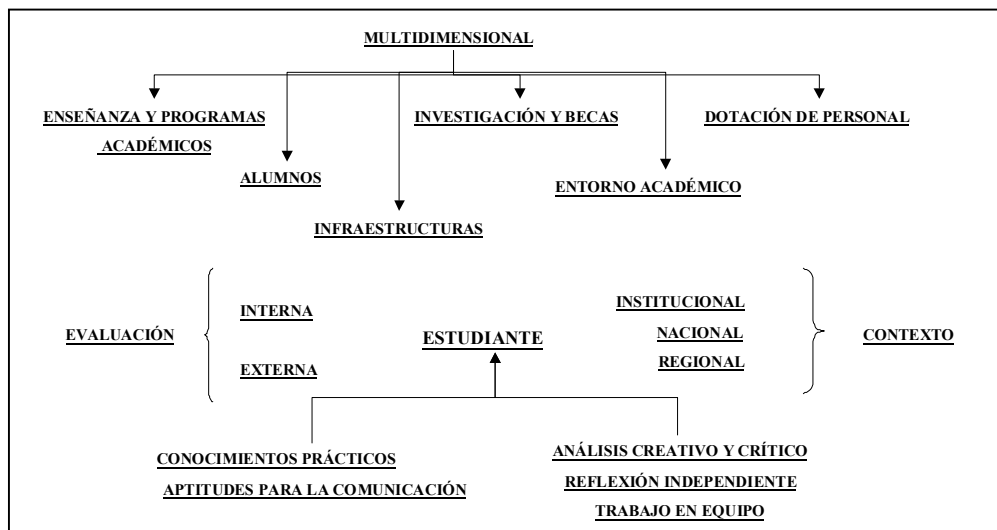 MULTIDIMENSIONAL
ENSEÑANZA Y PROGRAMAS
ACADÉMICOS
INVESTIGACIÓN Y BECAS
DOTACIÓN DE PERSONAL
ALUMNOS
ENTORNO ACADÉMICO
INFRAESTRUCTURAS
EVALUACIÓN
INTERNA
EXTERNA
ESTUDIANTE
INSTITUCIONAL
NACIONAL
REGIONAL
CONTEXTO
CONOCIMIENTOS PRÁCTICOS
APTITUDES PARA LA COMUNICACIÓN
ANÁLISIS CREATIVO Y CRÍTICO
REFLEXIÓN INDEPENDIENTE
TRABAJO EN EQUIPO